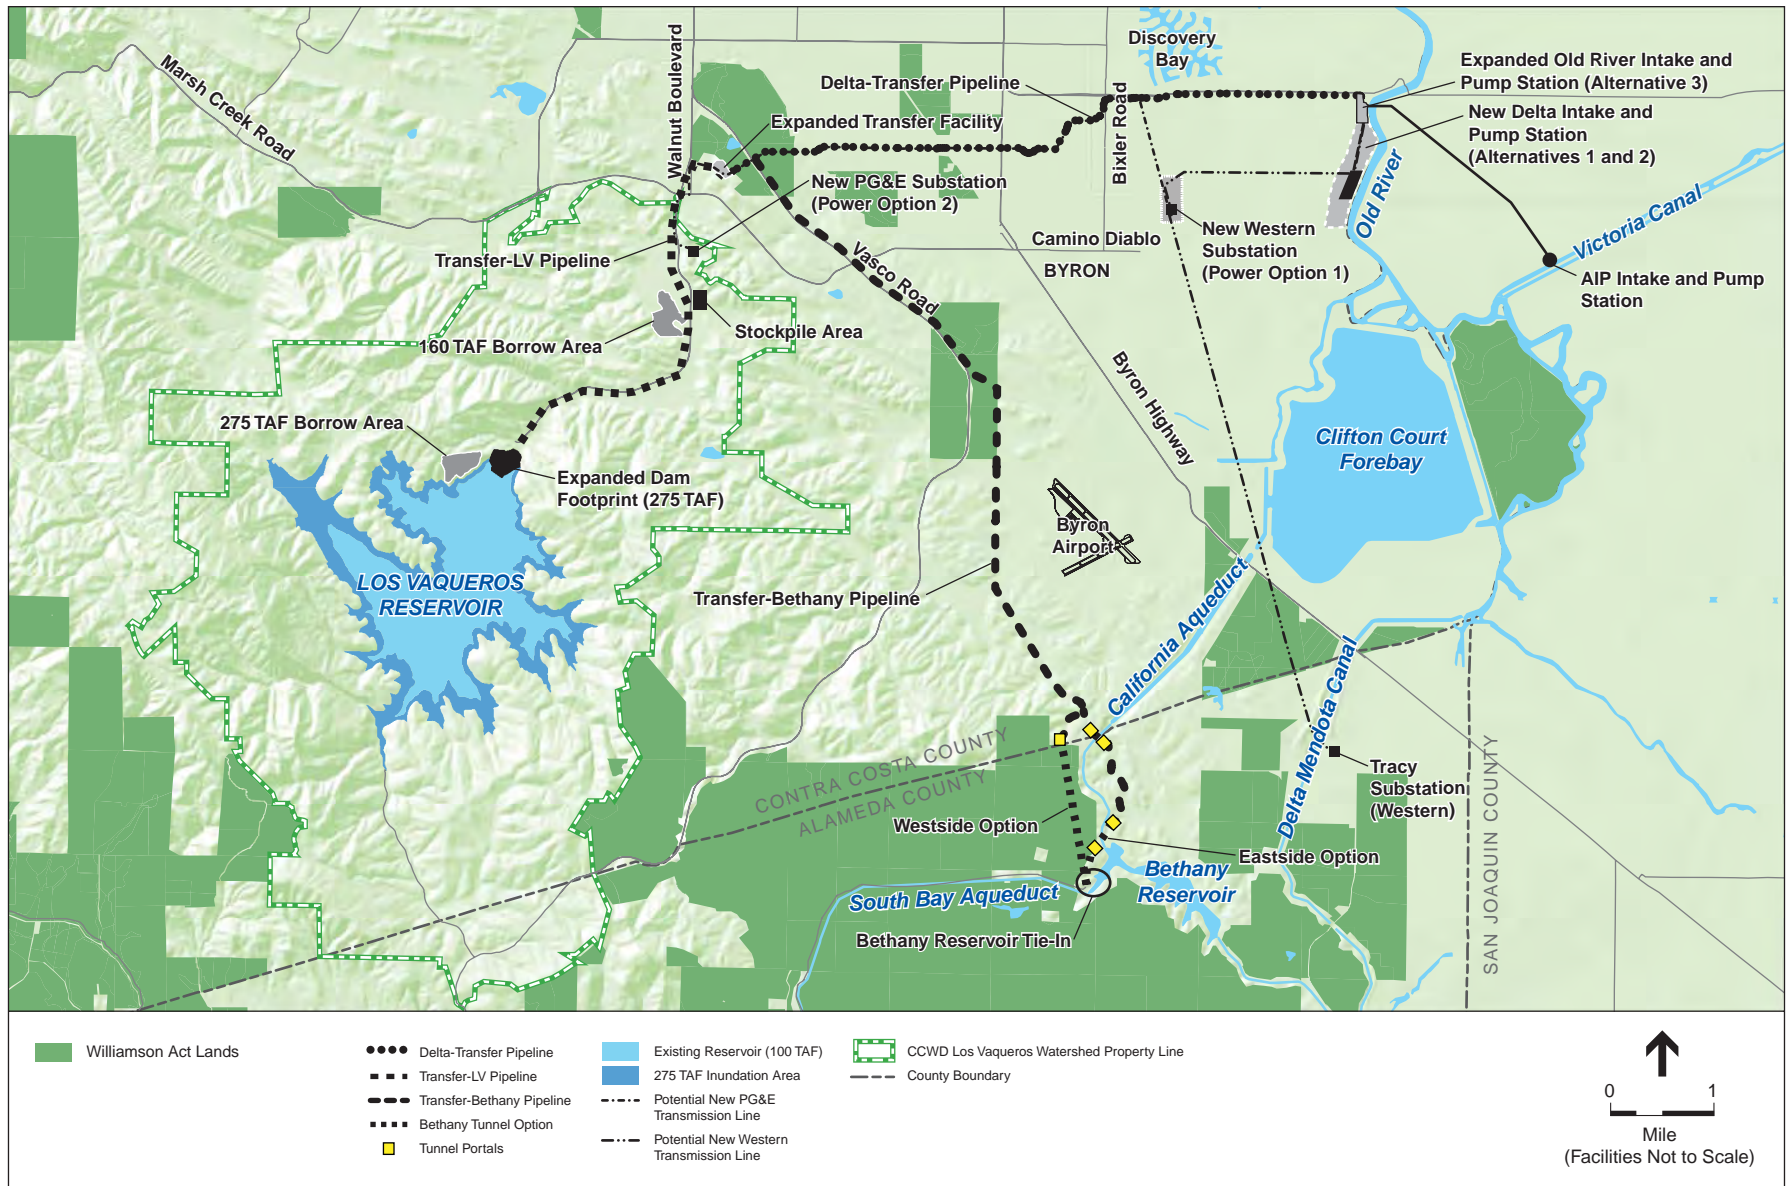 Marsh Creek Road
Walnut Boulevard
Discovery
Bay
Delta-Transfer Pipeline
Expanded Old River Intake and
Pump Station (Alternative 3)
Bixler Road
Expanded Transfer Facility
New Delta Intake and
Pump Station
(Alternatives 1 and 2)
New PG&E Substation
(Power Option 2)
Old River
Victoria Canal
New Western
Substation
(Power Option 1)
Camino Diablo
BYRON
Transfer-LV Pipeline
Vasco Road
AIP Intake and Pump
Station
Stockpile Area
160 TAF Borrow Area
Byron Highway
275 TAF Borrow Area
Clifton Court
Forebay
Expanded Dam
Footprint (275 TAF)
Byron
Airport
LOS VAQUEROS
RESERVOIR
Transfer-Bethany Pipeline
California Aqueduct
Delta-Mendota Canal
CONTRA COSTA COUNTY
ALAMEDA COUNTY
SAN JOAQUIN COUNTY
Tracy
Substation
(Western)
Westside Option
Eastside Option
Bethany
Reservoir
South Bay Aqueduct
Bethany Reservoir Tie-In
Williamson Act Lands
Delta-Transfer Pipeline
Transfer-LV Pipeline
Transfer-Bethany Pipeline
Bethany Tunnel Option
Tunnel Portals
Existing Reservoir (100 TAF)
275 TAF Inundation Area
Potential New PG&E
Transmission Line
Potential New Western
Transmission Line
CCWD Los Vaqueros Watershed Property Line
County Boundary
0 1
Mile
(Facilities Not to Scale)